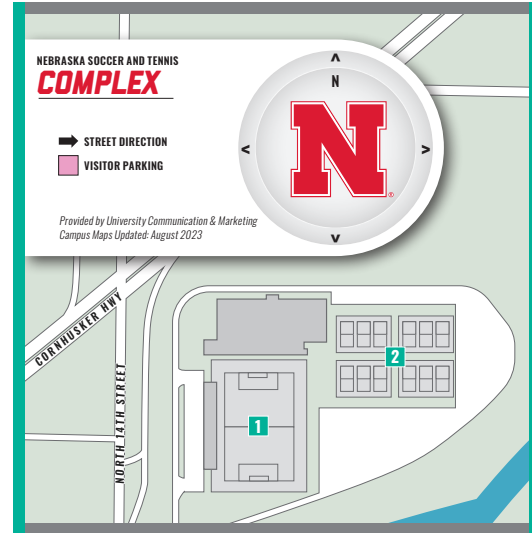 NEBRASKA SOCCER AND TENNIS
COMPLEX
STREET DIRECTION
VISITOR PARKING
Provided by University Communication & Marketing
Campus Maps Updated: August 2023
^
N
<
N®
>
v
CORNHUSKER HWY
NORTH 14TH STREET
2
1